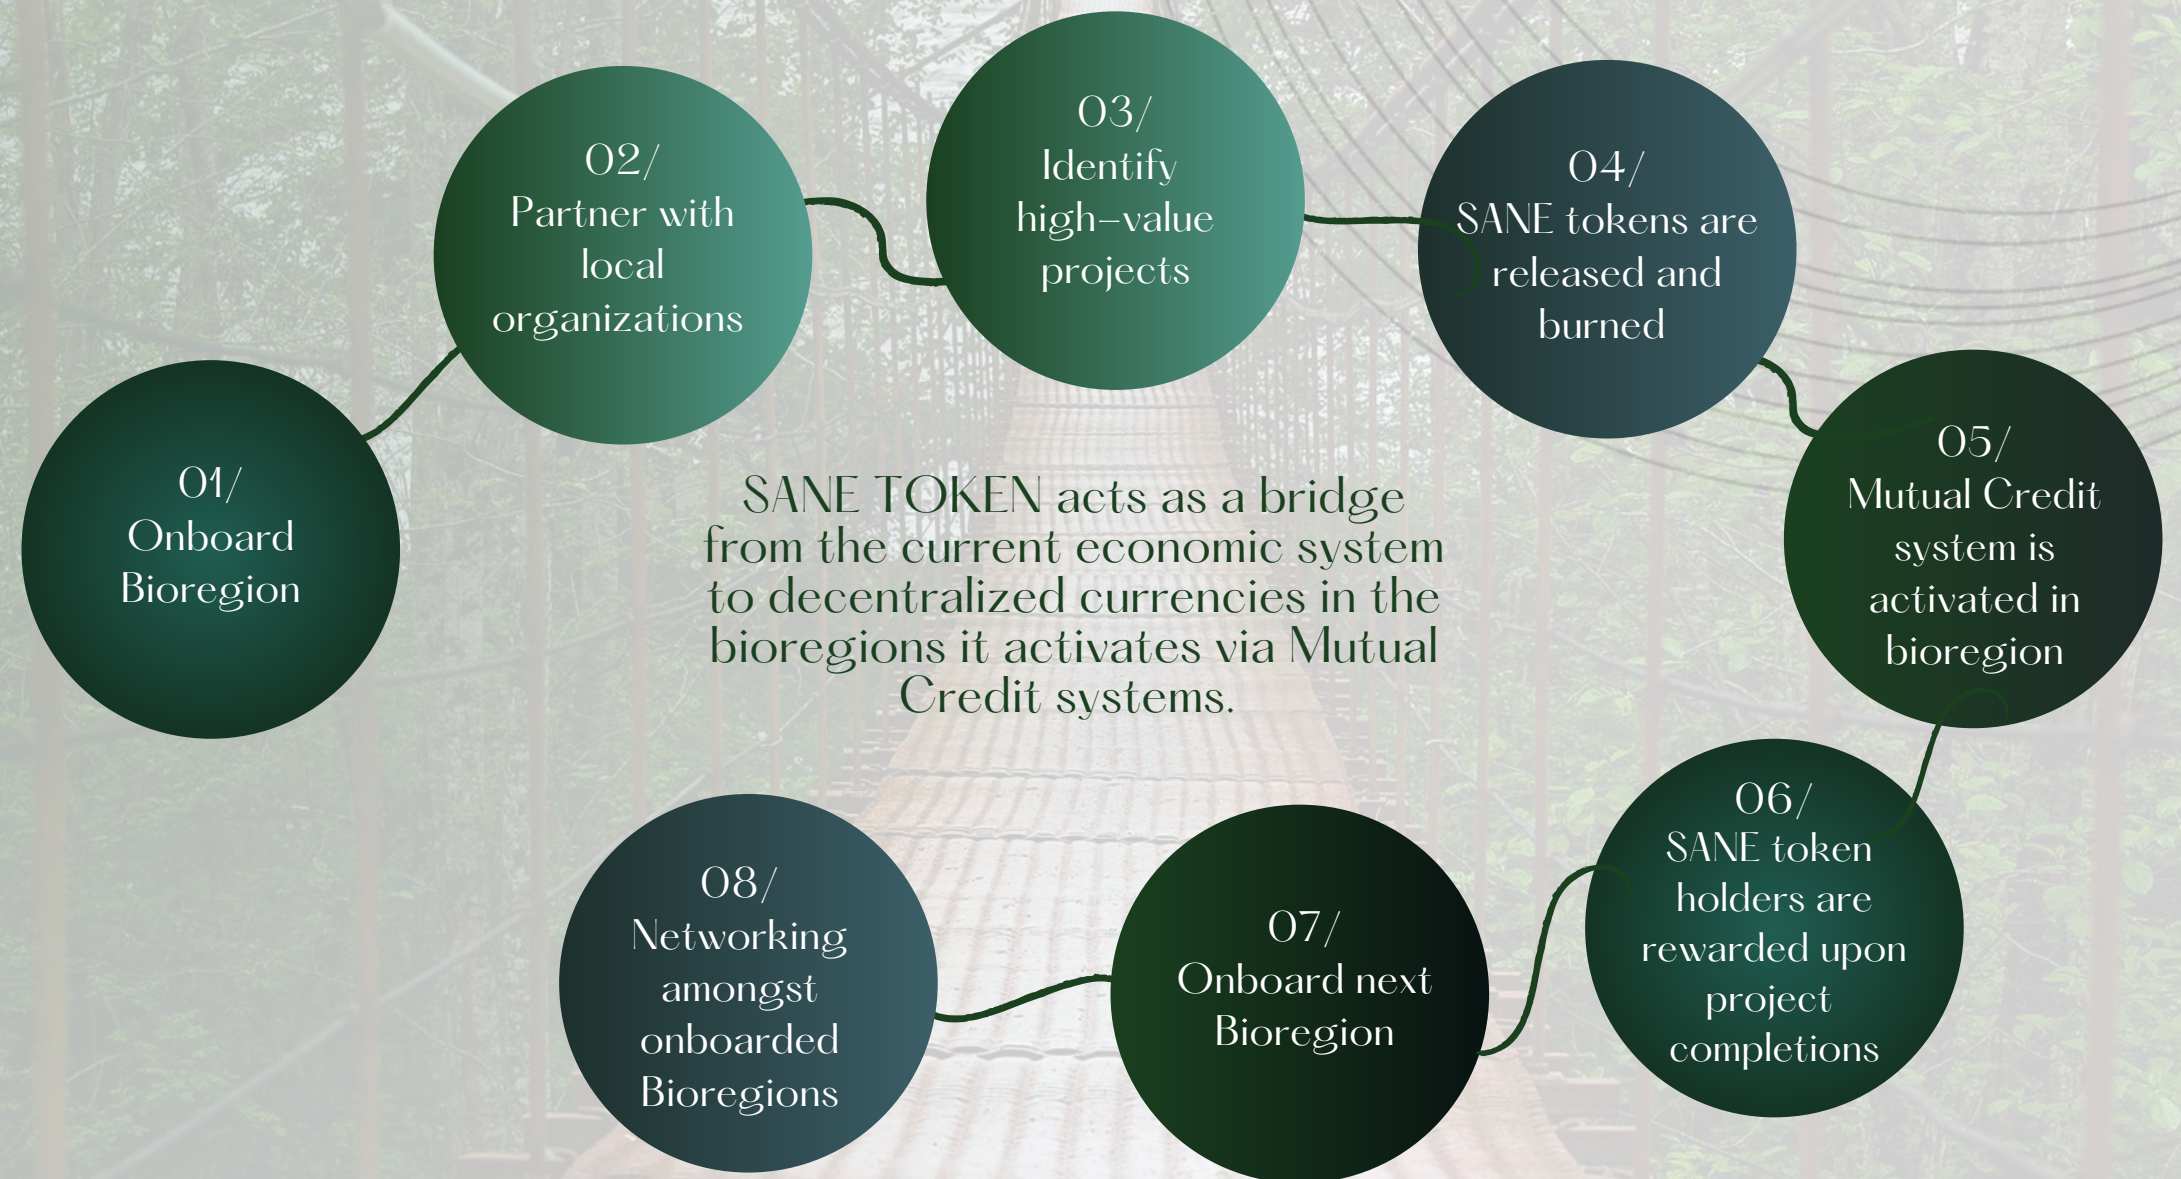 01/
Onboard
Bioregion
02/
Partner with
local
organizations
03/
Identify
high-value
projects
04/
SANE tokens are
released and
burned
05/
Mutual Credit
system is
activated in
bioregion
06/
SANE token
holders are
rewarded upon
project
completions
07/
Onboard next
Bioregion
08/
Networking
amongst
onboarded
Bioregions
SANE TOKEN acts as a bridge
from the current economic system
to decentralized currencies in the
bioregions it activates via Mutual
Credit systems.